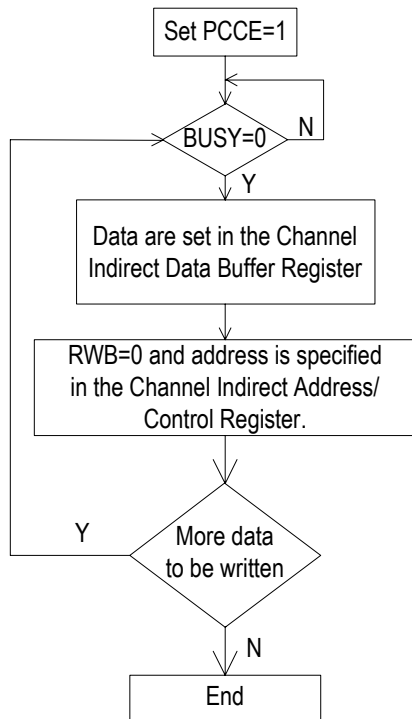 Set PCCE=1
BUSY=0
N
Y
Data are set in the Channel
Indirect Data Buffer Register
RWB=0 and address is specified
in the Channel Indirect Address/
Control Register.
Y
More data
to be written
N
End